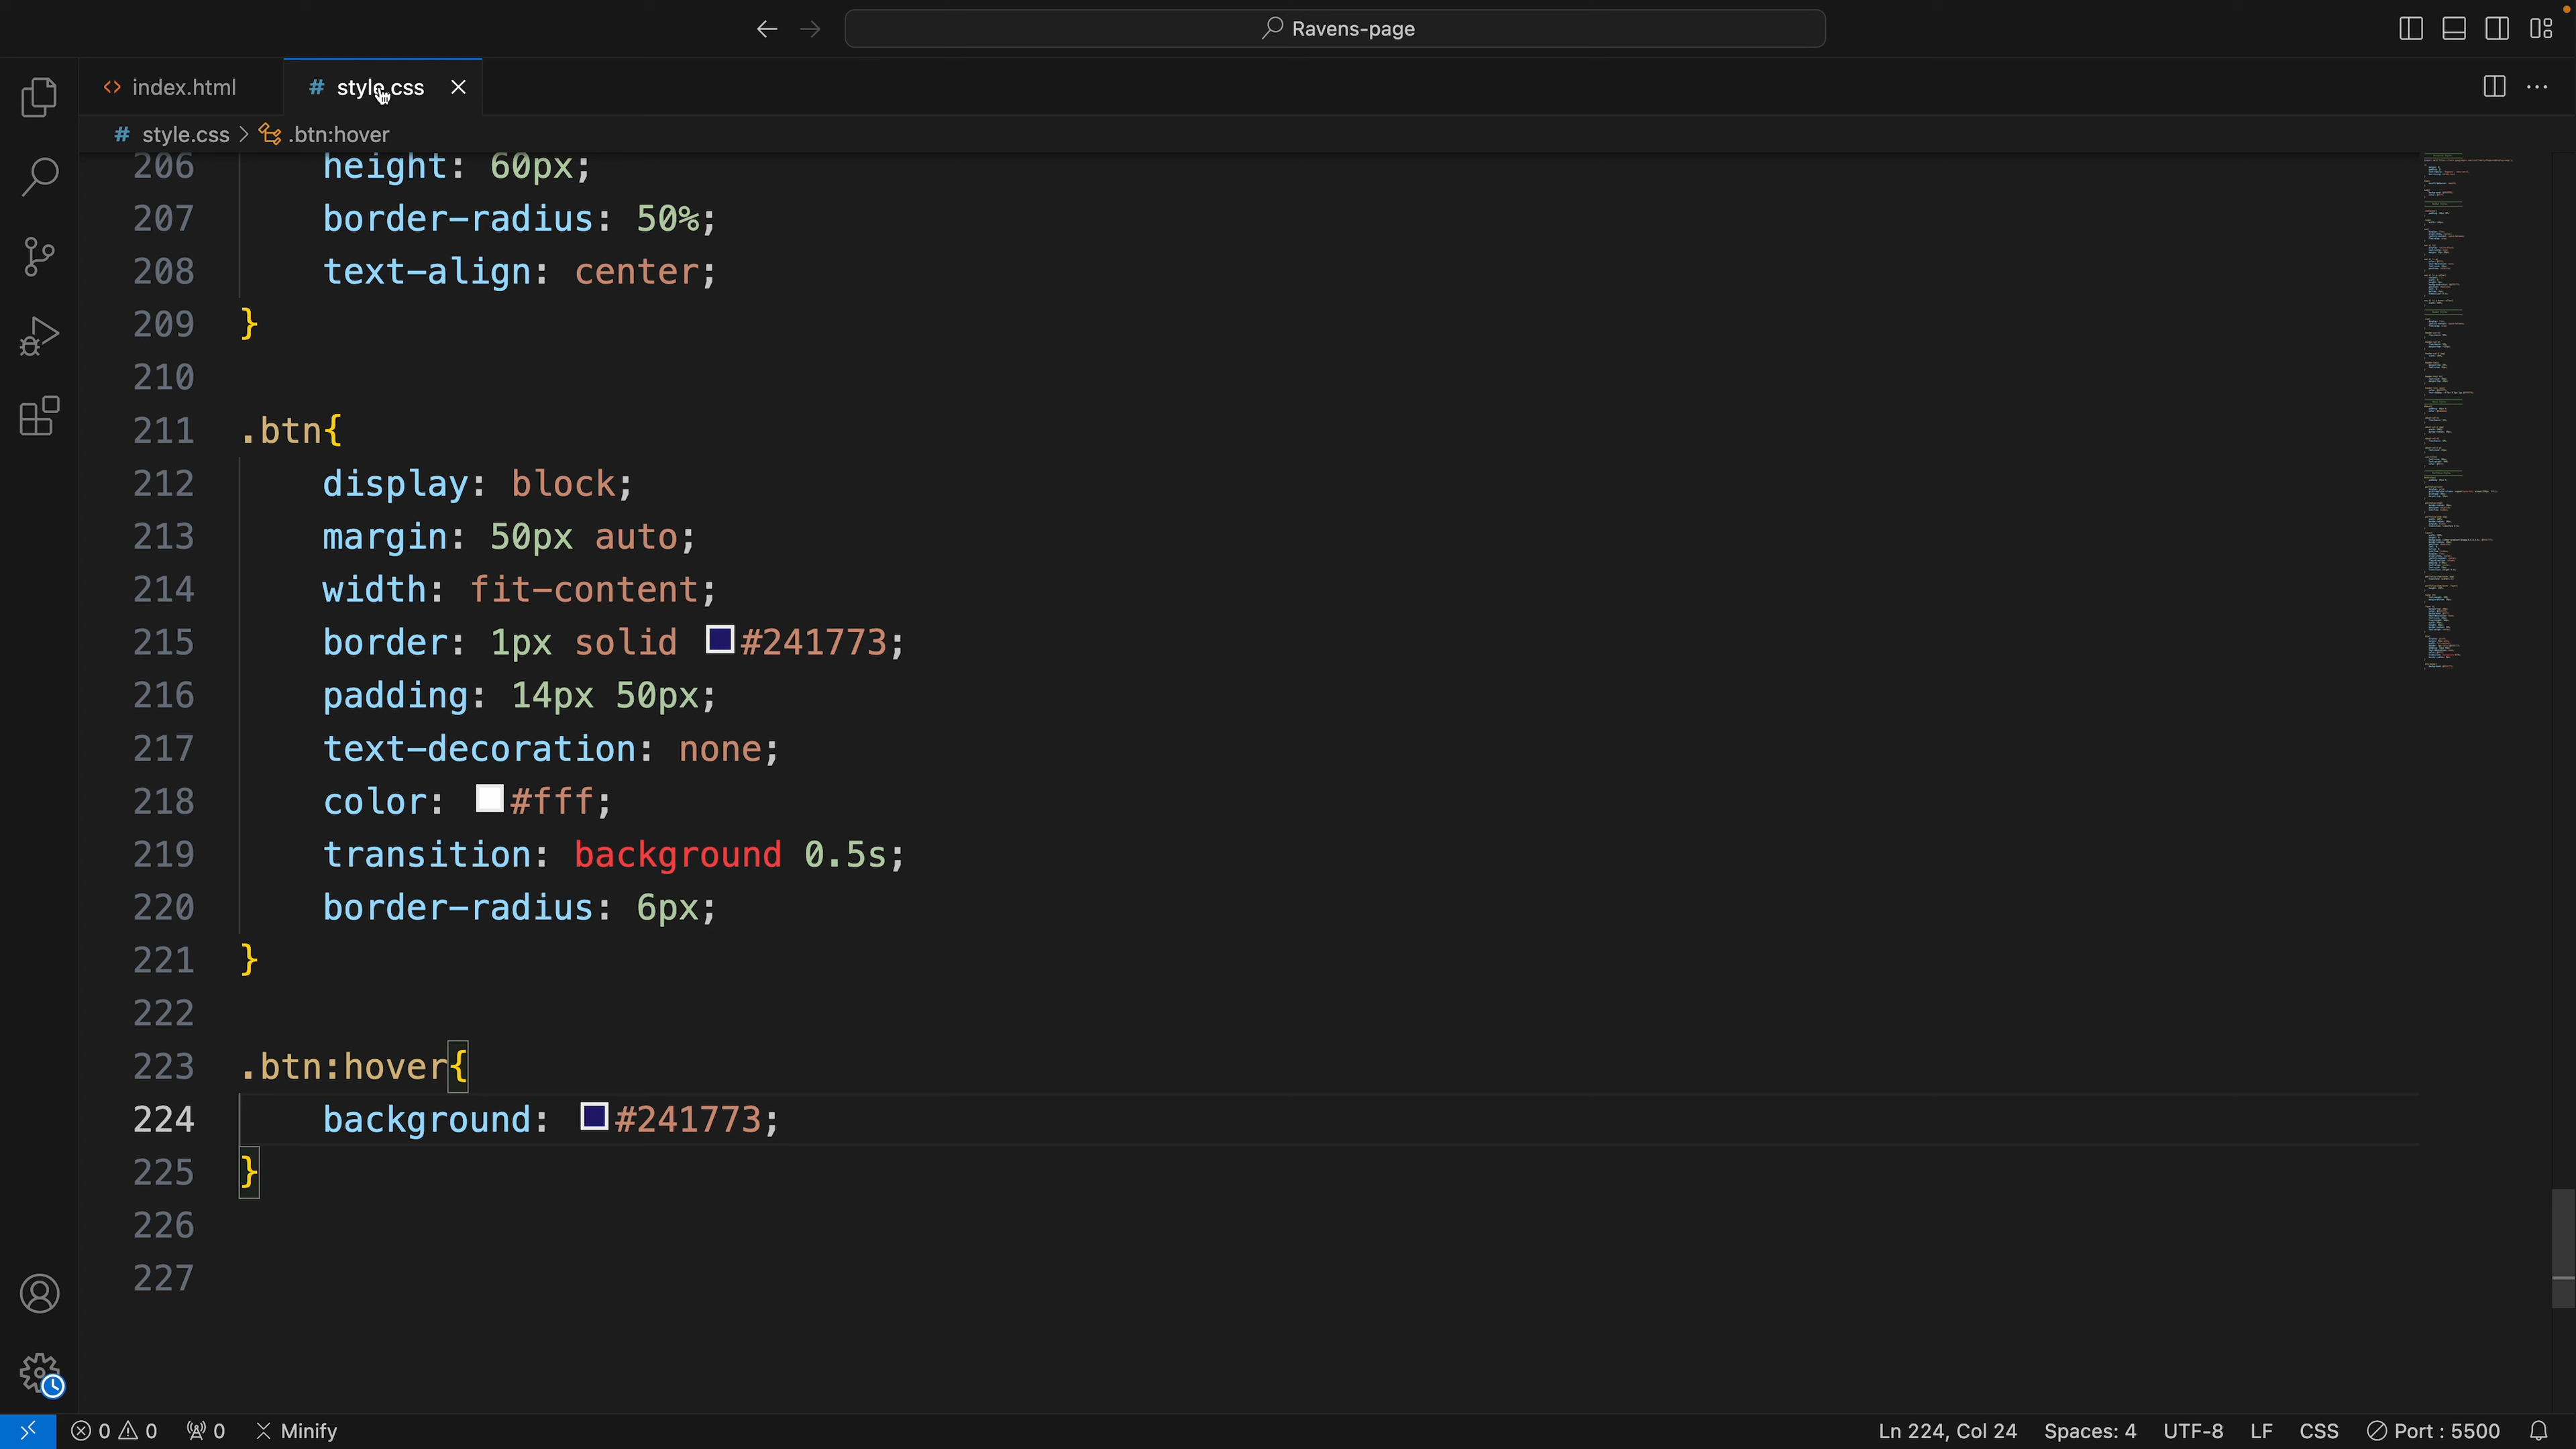 Ravens-page
index.html
# style.css
# style.css > .btn:hover
206 height: 60px;
207 border-radius: 50%;
208 text-align: center;
209 }
210
211 .btn{
212 display: block;
213 margin: 50px auto;
214 width: fit-content;
215 border: 1px solid #241773;
216 padding: 14px 50px;
217 text-decoration: none;
218 color: #fff;
219 transition: background 0.5s;
220 border-radius: 6px;
221 }
222
223 .btn:hover{
224 background: #241773;
225 }
226
227
0 0 0 Minify Ln 224, Col 24 Spaces: 4 UTF-8 LF CSS Port : 5500